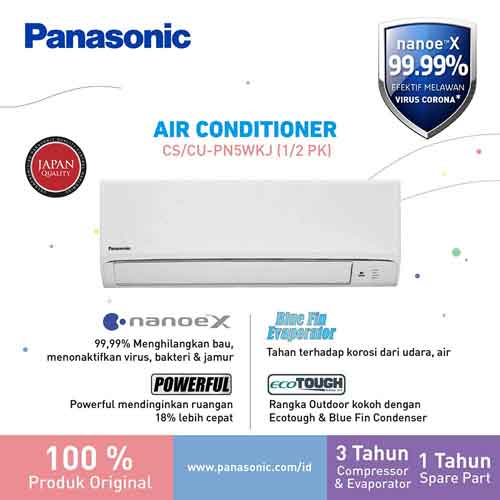 Panasonic
nanoe™X
99.99%
EFEKTIF MELAWAN
VIRUS CORONA*
AIR CONDITIONER
CS/CU-PN5WKJ (1/2 PK)
JAPAN
QUALITY
Panasonic
nanoeX
99,99% Menghilangkan bau,
menonaktifkan virus, bakteri & jamur
Blue Fin
Evaporator
Tahan terhadap korosi dari udara, air
POWERFUL
Powerful mendinginkan ruangan
18% lebih cepat
ECOTOUGH
Rangka Outdoor kokoh dengan
Ecotough & Blue Fin Condenser
100 %
Produk Original
www.panasonic.com/id
3 Tahun
Compressor
& Evaporator
1 Tahun
Spare Part